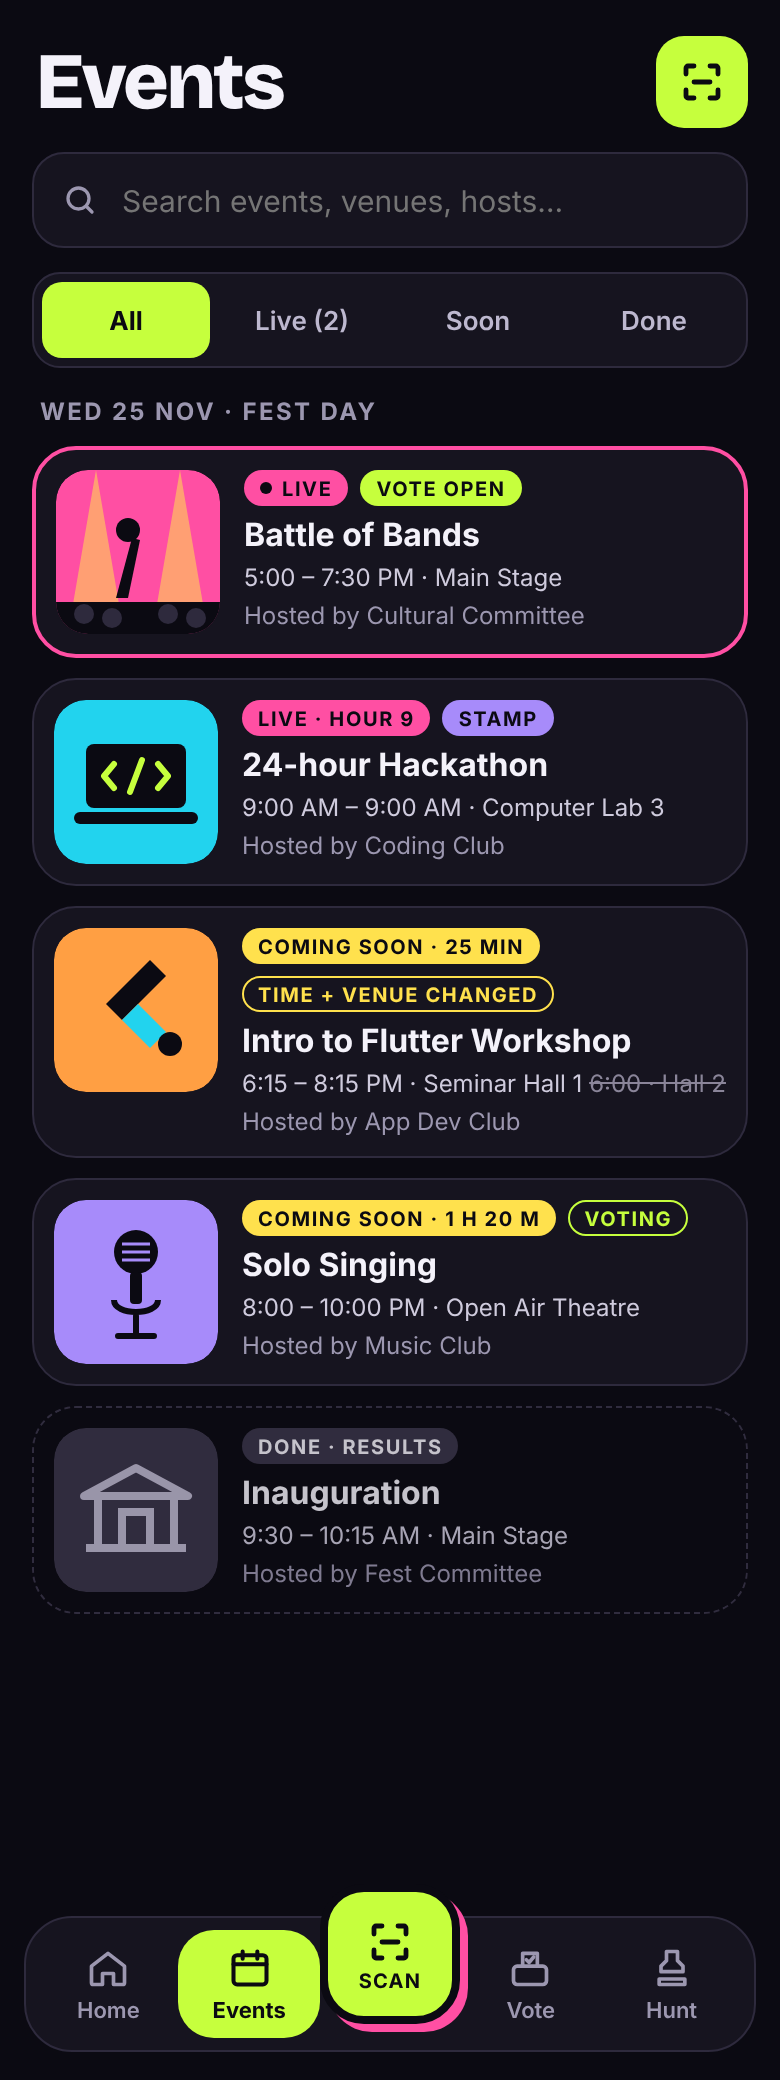 Events
Search events, venues, hosts...
All Live (2) Soon Done
WED 25 NOV · FEST DAY
LIVE VOTE OPEN
Battle of Bands
5:00 – 7:30 PM · Main Stage
Hosted by Cultural Committee
LIVE · HOUR 9 STAMP
24-hour Hackathon
9:00 AM – 9:00 AM · Computer Lab 3
Hosted by Coding Club
COMING SOON · 25 MIN
TIME + VENUE CHANGED
Intro to Flutter Workshop
6:15 – 8:15 PM · Seminar Hall 1 6:00 · Hall 2
Hosted by App Dev Club
COMING SOON · 1 H 20 M VOTING
Solo Singing
8:00 – 10:00 PM · Open Air Theatre
Hosted by Music Club
DONE · RESULTS
Inauguration
9:30 – 10:15 AM · Main Stage
Hosted by Fest Committee
Home Events SCAN Vote Hunt